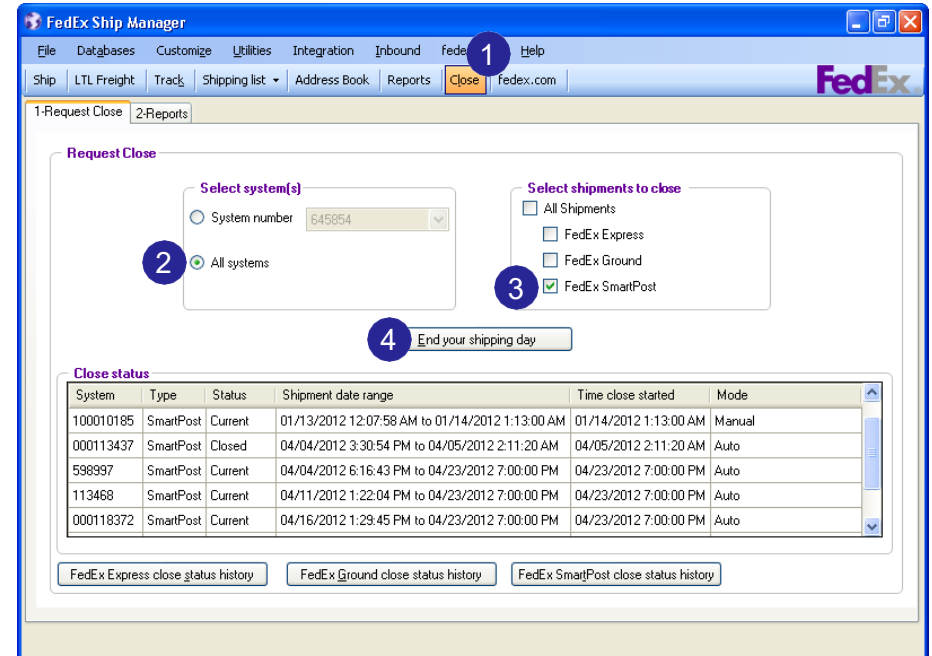 FedEx Ship Manager
File Databases Customize Utilities Integration Inbound fede 1 Help
Ship LTL Freight Track Shipping list Address Book Reports Close fedex.com FedEx
1-Request Close 2-Reports
Request Close
Select system(s) Select shipments to close
System number 645854 All Shipments
FedEx Express
2 All systems FedEx Ground
3 FedEx SmartPost
4 End your shipping day
Close status
System Type Status Shipment date range Time close started Mode
100010185 SmartPost Current 01/13/2012 12:07:58 AM to 01/14/2012 1:13:00 AM 01/14/2012 1:13:00 AM Manual
000113437 SmartPost Closed 04/04/2012 3:30:54 PM to 04/05/2012 2:11:20 AM 04/05/2012 2:11:20 AM Auto
598997 SmartPost Current 04/04/2012 6:16:43 PM to 04/23/2012 7:00:00 PM 04/23/2012 7:00:00 PM Auto
113468 SmartPost Current 04/11/2012 1:22:04 PM to 04/23/2012 7:00:00 PM 04/23/2012 7:00:00 PM Auto
000118372 SmartPost Current 04/16/2012 1:29:45 PM to 04/23/2012 7:00:00 PM 04/23/2012 7:00:00 PM Auto
FedEx Express close status history FedEx Ground close status history FedEx SmartPost close status history